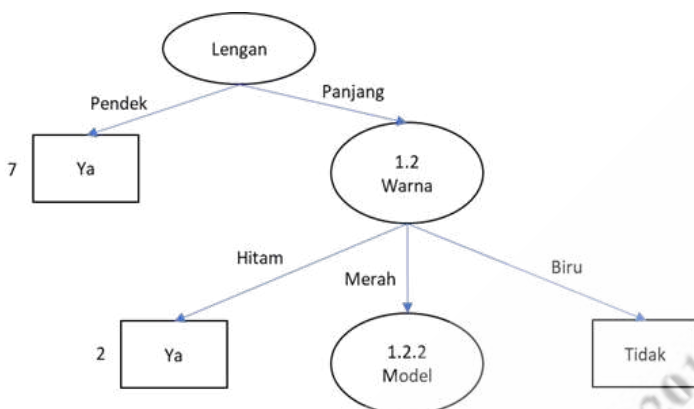 Lengan
Pendek
Panjang
7
Ya
1.2
Warna
Hitam
Merah
Biru
2
Ya
1.2.2
Model
Tidak